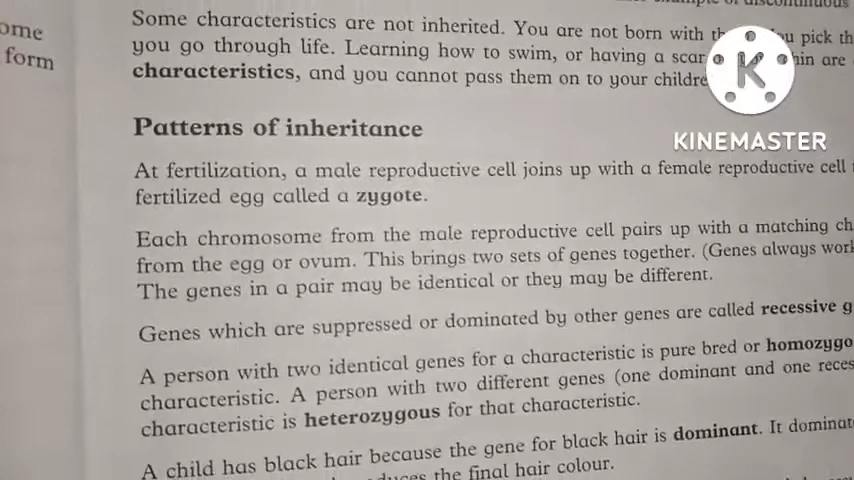 ome
form
Some characteristics are not inherited. You are not born with pick
you go through life. Learning how to swim, or having a scar are
characteristics, and you cannot pass them on to your
K
KINEMASTER
Patterns of inheritance
At fertilization, a male reproductive cell joins up with a female reproductive cell
fertilized egg called a zygote.
Each chromosome from the male reproductive cell pairs up with a matching ch
from the egg or ovum. This brings two sets of genes together. (Genes always work
The genes in a pair may be identical or they may be different.
Genes which are suppressed or dominated by other genes are called recessive g
A person with two identical genes for a characteristic is pure bred or homozygo
characteristic. A person with two different genes (one dominant and one reces
characteristic is heterozygous for that characteristic.
A child has black hair because the gene for black hair is dominant. It dominat
the final hair colour.